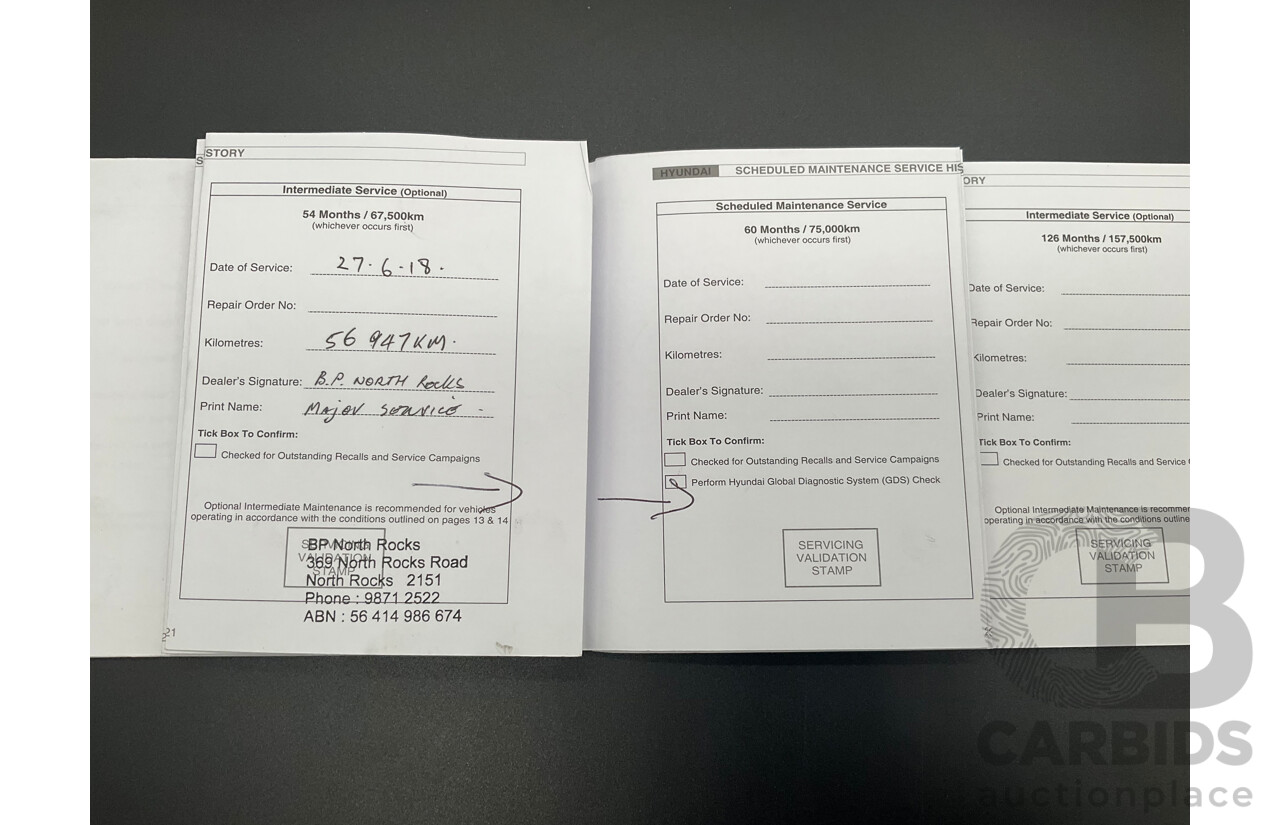 STORY
Intermediate Service (Optional)
54 Months / 67,500km
(whichever occurs first)
Date of Service: 27.6.18.
Repair Order No:
Kilometres: 56 947KM.
Dealer's Signature: B.P. NORTH ROCKS
Print Name: MAJOR SERVICE -
Tick Box To Confirm:
Checked for Outstanding Recalls and Service Campaigns
Optional Intermediate Maintenance is recommended for vehicles
operating in accordance with the conditions outlined on pages 13 & 14
SERVICING
VALIDATION
STAMP
BP North Rocks
369 North Rocks Road
North Rocks 2151
Phone : 9871 2522
ABN : 56 414 986 674
21
HYUNDAI SCHEDULED MAINTENANCE SERVICE HIS
Scheduled Maintenance Service
60 Months / 75,000km
(whichever occurs first)
Date of Service:
Repair Order No:
Kilometres:
Dealer's Signature:
Print Name:
Tick Box To Confirm:
Checked for Outstanding Recalls and Service Campaigns
Perform Hyundai Global Diagnostic System (GDS) Check
SERVICING
VALIDATION
STAMP
ORY
Intermediate Service (Optional)
126 Months / 157,500km
(whichever occurs first)
Date of Service:
Repair Order No:
Kilometres:
Dealer's Signature:
Print Name:
Tick Box To Confirm:
Checked for Outstanding Recalls and Service
Optional Intermediate Maintenance is recommer
operating in accordance with the conditions outline
SERVICING
VALIDATION
STAMP
CB
CARBIDS
auctionplace